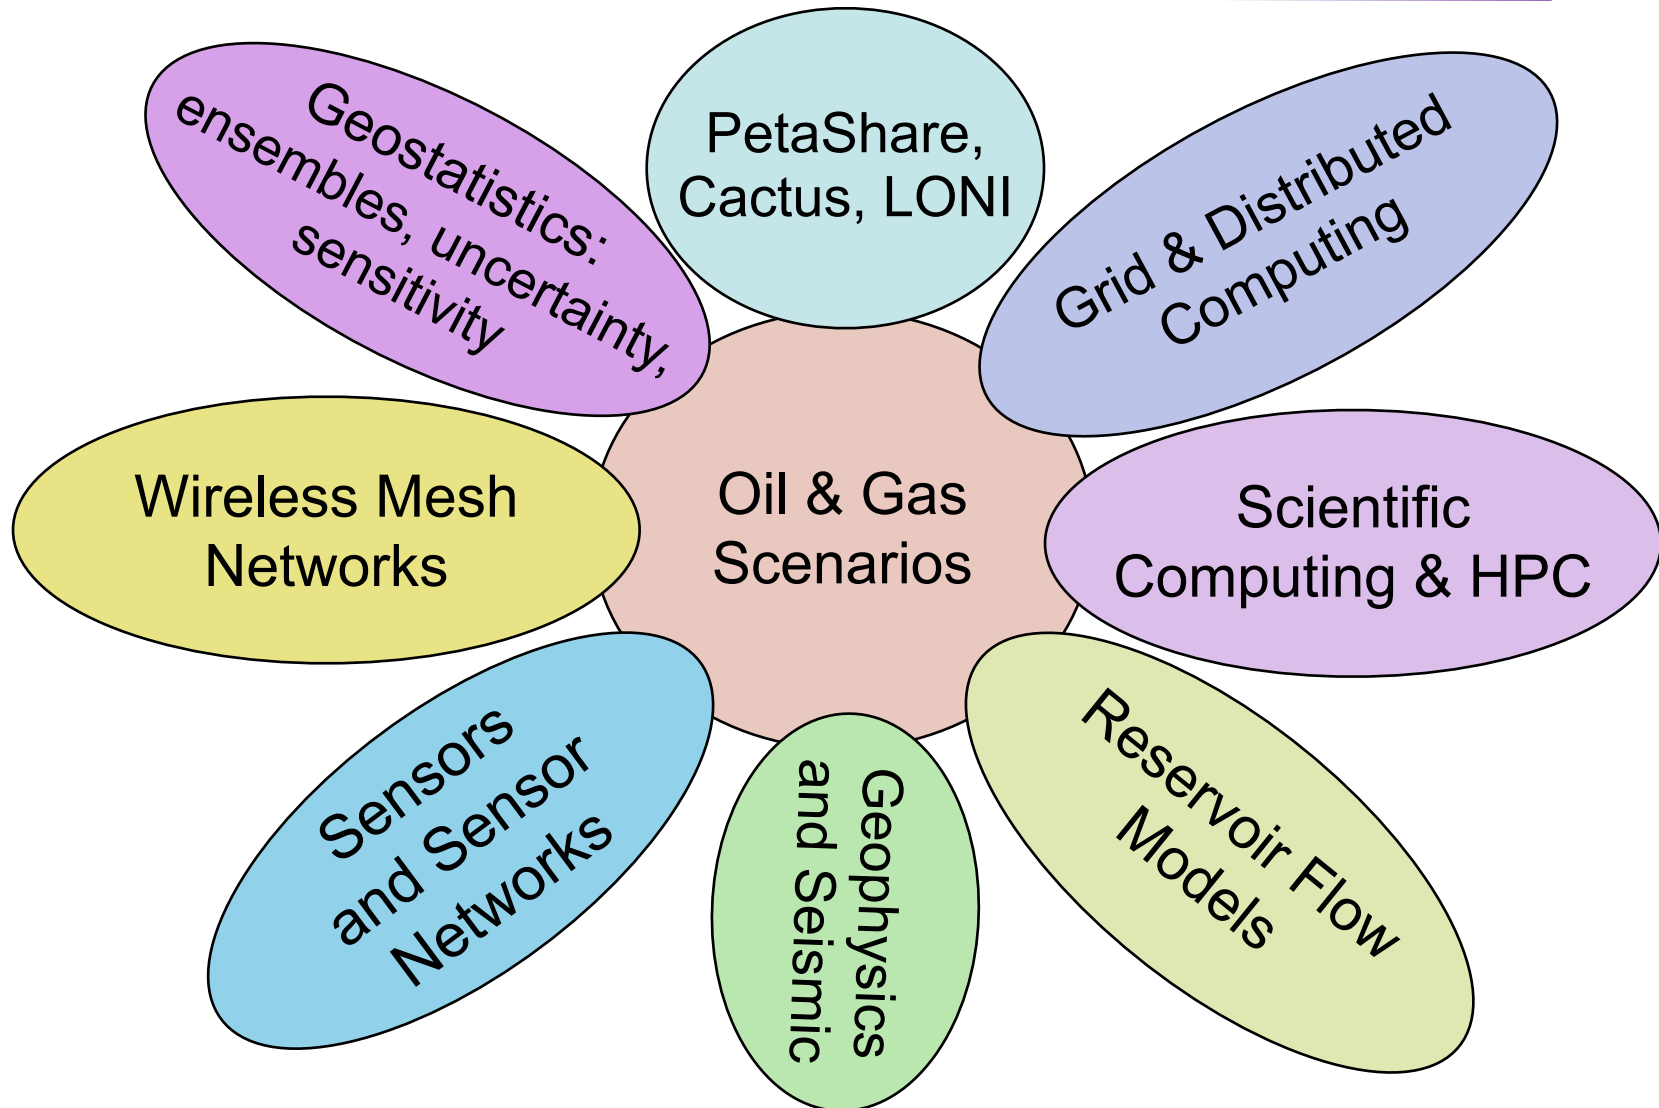 Geostatistics:
ensembles, uncertainty,
sensitivity
PetaShare,
Cactus, LONI
Grid & Distributed
Computing
Wireless Mesh
Networks
Oil & Gas
Scenarios
Scientific
Computing & HPC
Sensors
and Sensor
Networks
Geophysics
and Seismic
Reservoir Flow
Models